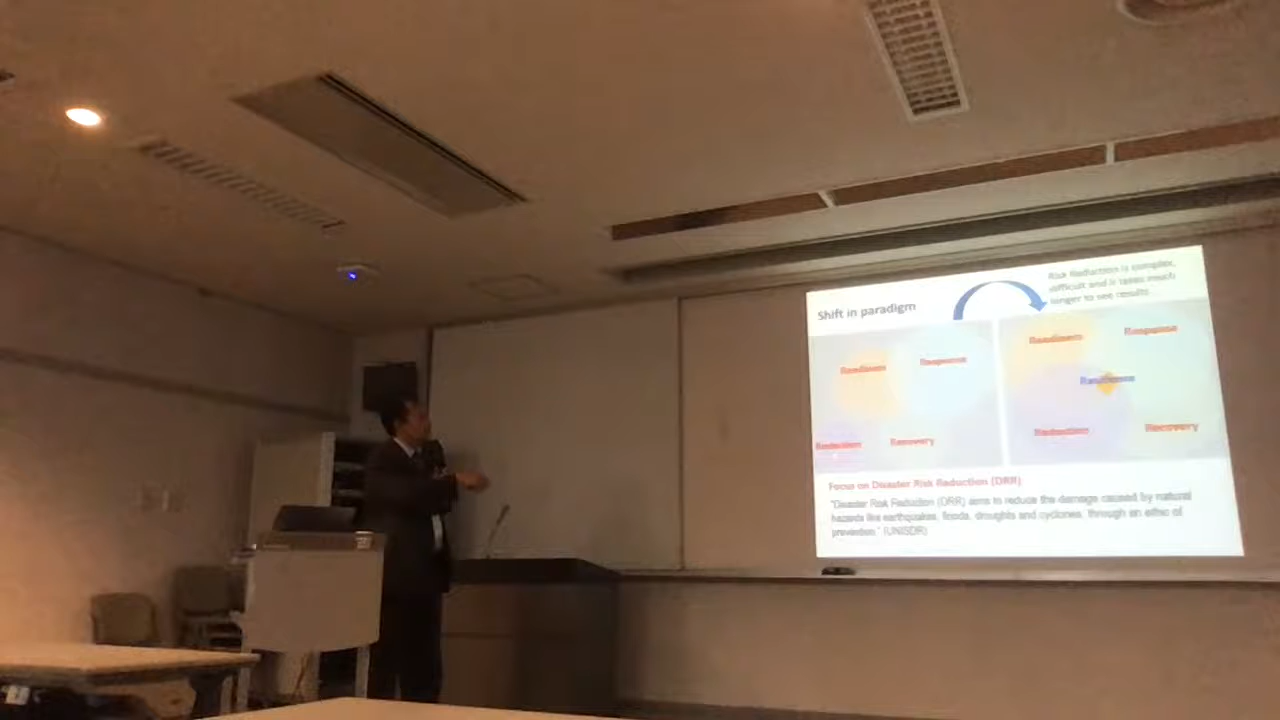 Shift in paradigm
Risk Reduction is complex,
difficult and it takes much
longer to see results.
Readiness
Response
Reduction
Recovery
Readiness
Response
Resilience
Reduction
Recovery
Focus on Disaster Risk Reduction (DRR)
"Disaster Risk Reduction (DRR) aims to reduce the damage caused by natural
hazards like earthquakes, floods, droughts and cyclones, through an ethic of
prevention." (UNISDR)